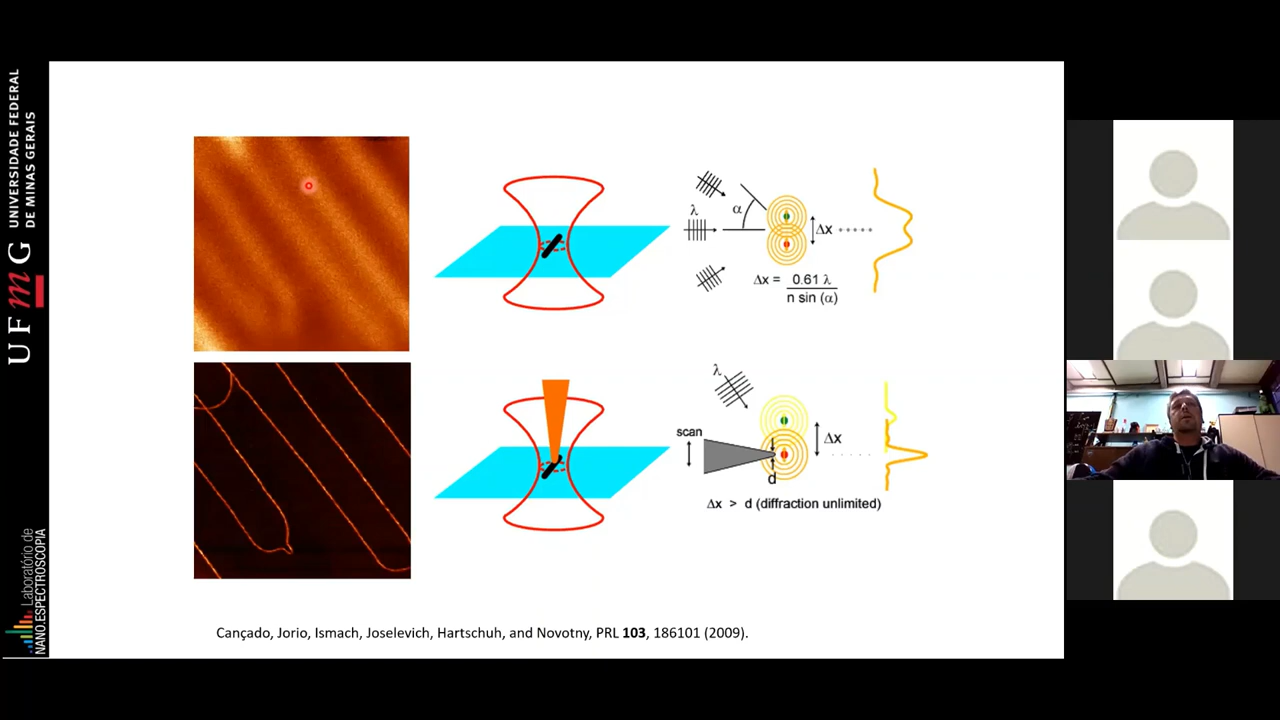 UFmG
UNIVERSIDADE FEDERAL
DE MINAS GERAIS
Laboratório de
NANO.ESPECTROSCOPIA
λ
α
Δx
Δx = 0.61 λ
n sin (α)
λ
scan
Δx
d
Δx > d (diffraction unlimited)
Cançado, Jorio, Ismach, Joselevich, Hartschuh, and Novotny, PRL 103, 186101 (2009).